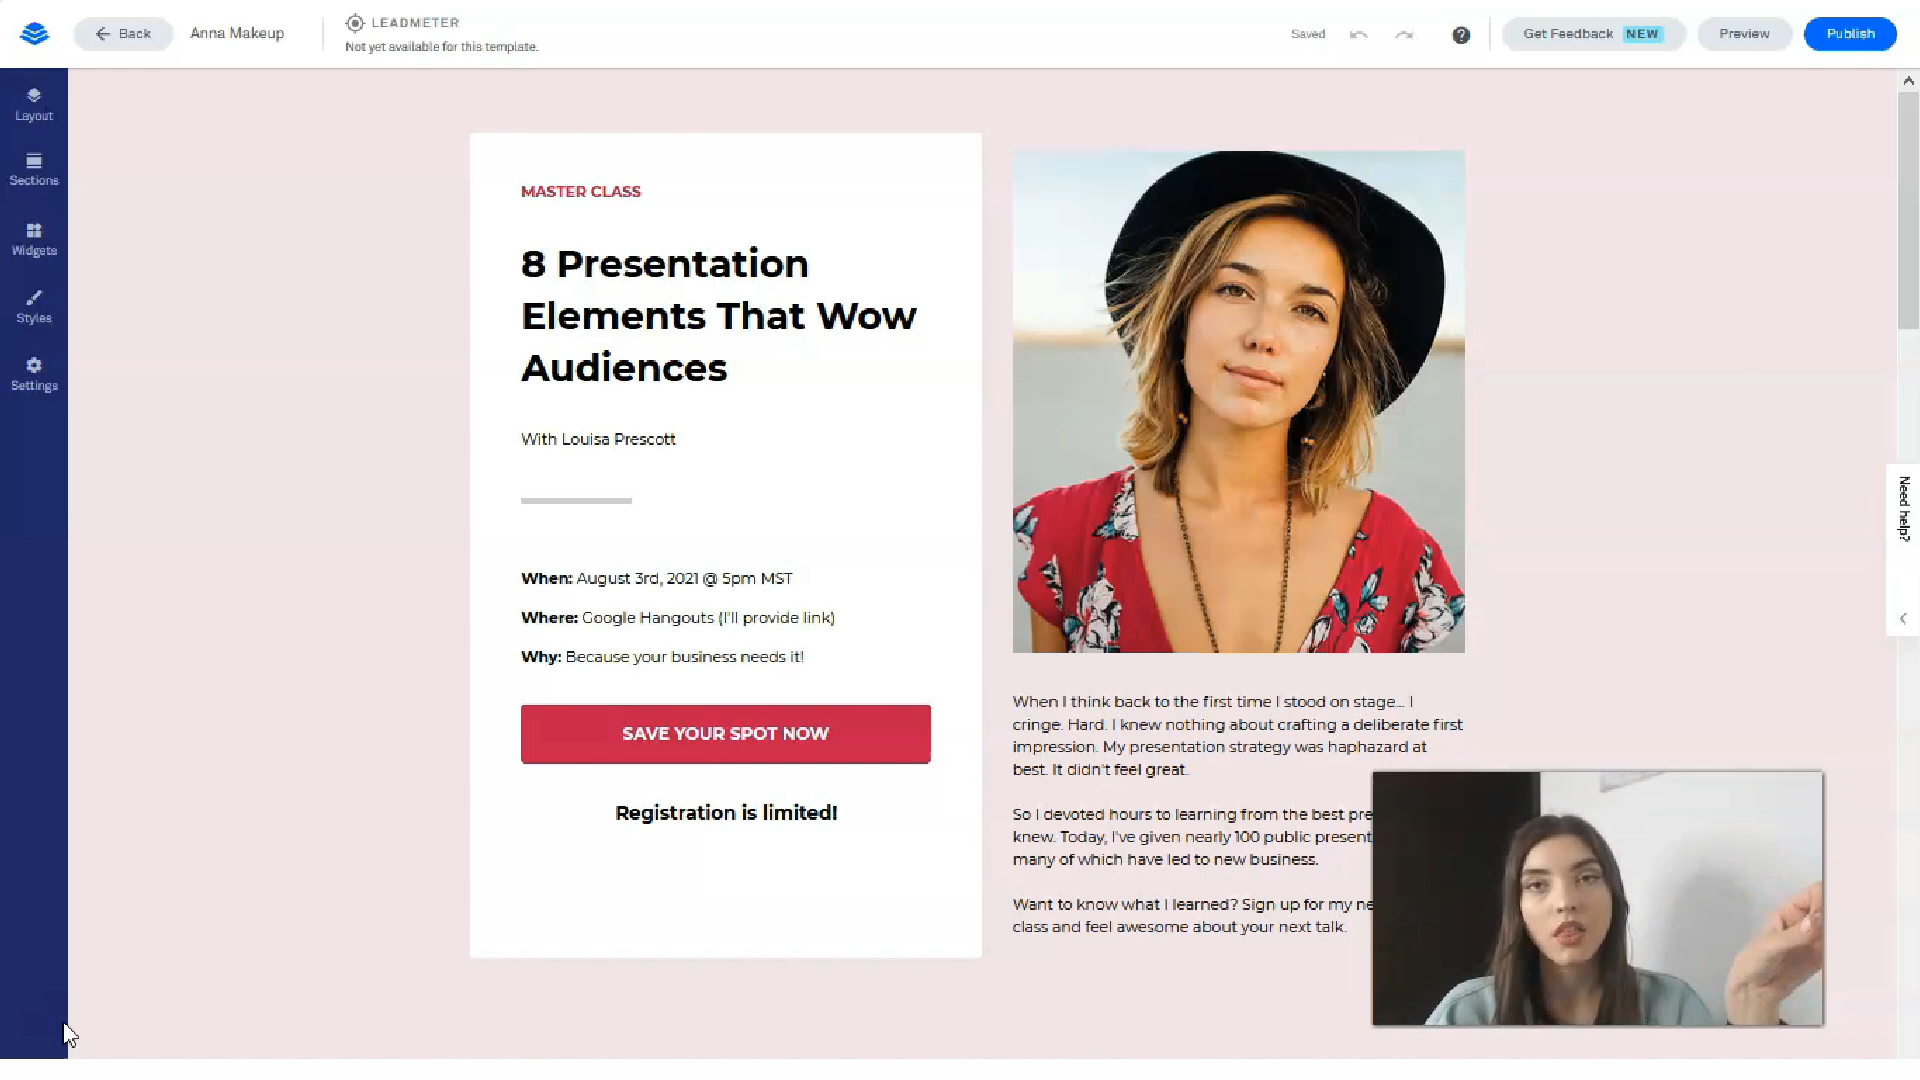 Back
Anna Makeup
LEADMETER
Not yet available for this template.
Saved
?
Get Feedback NEW
Preview
Publish
Layout
Sections
Widgets
Styles
Settings
MASTER CLASS
8 Presentation
Elements That Wow
Audiences
With Louisa Prescott
When: August 3rd, 2021 @ 5pm MST
Where: Google Hangouts (I'll provide link)
Why: Because your business needs it!
SAVE YOUR SPOT NOW
Registration is limited!
When I think back to the first time I stood on stage... I
cringe. Hard. I knew nothing about crafting a deliberate first
impression. My presentation strategy was haphazard at
best. It didn't feel great.
So I devoted hours to learning from the best pre
knew. Today, I've given nearly 100 public present
many of which have led to new business.
Want to know what I learned? Sign up for my ne
class and feel awesome about your next talk.
Need help?